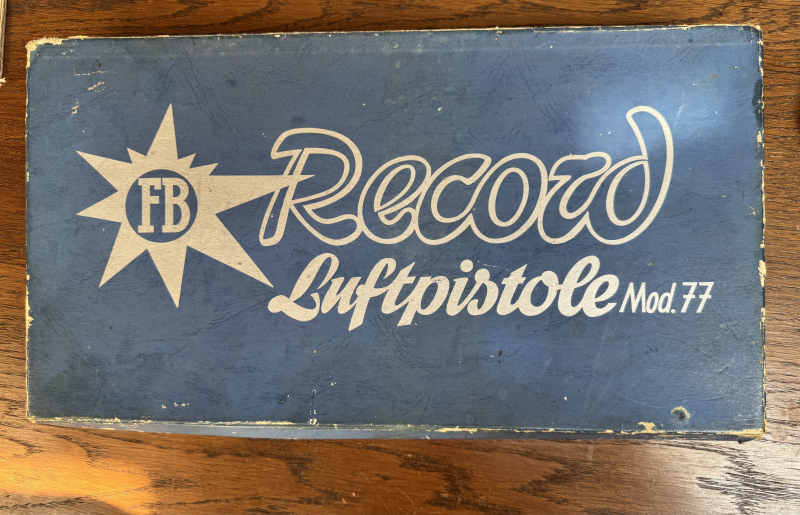 FB
Record
Luftpistole Mod. 77